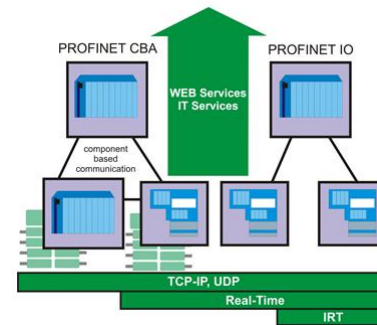 PROFINET CBA
PROFINET IO
WEB Services
IT Services
component
based
communication
TCP-IP, UDP
Real-Time
IRT